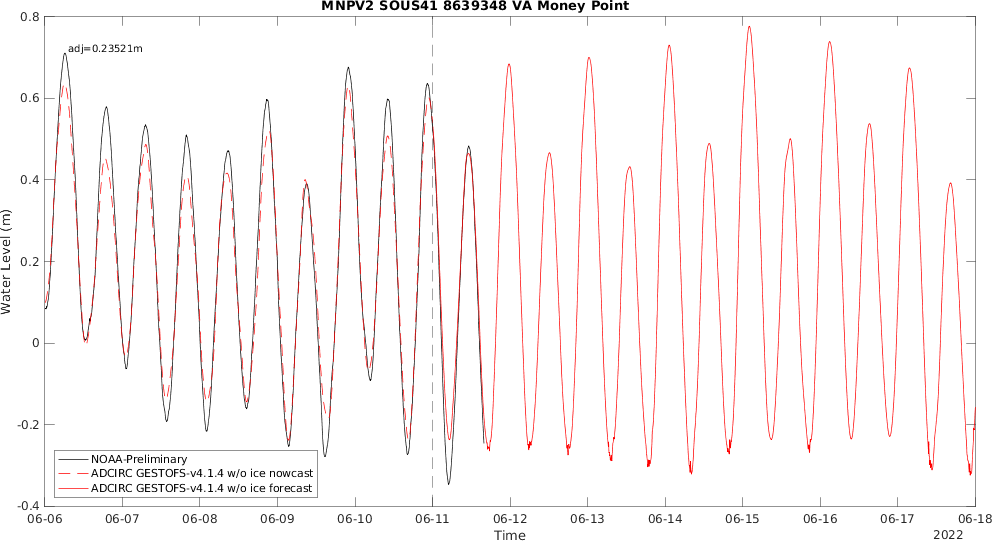 MNPV2 SOUS41 8639348 VA Money Point
adj=0.23521m
0.8
0.6
0.4
0.2
0
-0.2
-0.4
Water Level (m)
NOAA-Preliminary
ADCIRC GESTOFS-v4.1.4 w/o ice nowcast
ADCIRC GESTOFS-v4.1.4 w/o ice forecast
06-06 06-07 06-08 06-09 06-10 06-11 06-12 06-13 06-14 06-15 06-16 06-17 06-18
Time
2022